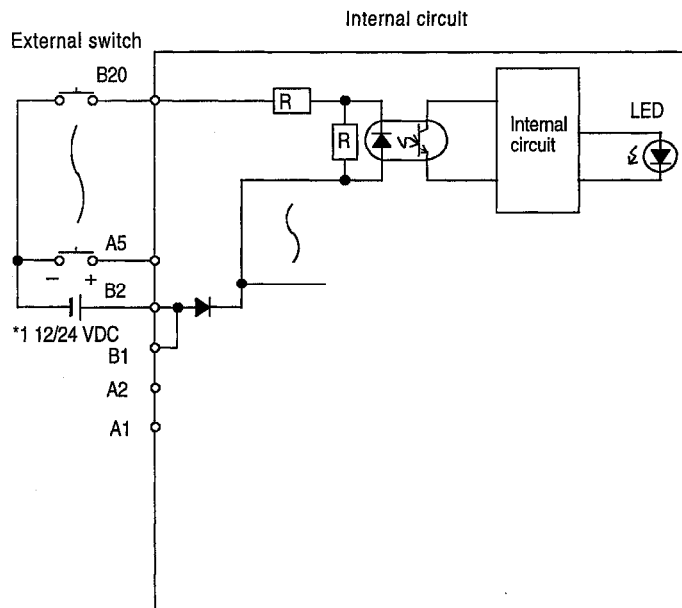 Internal circuit
External switch
B20
R
R
Internal
circuit
LED
A5
− +
B2
*1 12/24 VDC
B1
A2
A1